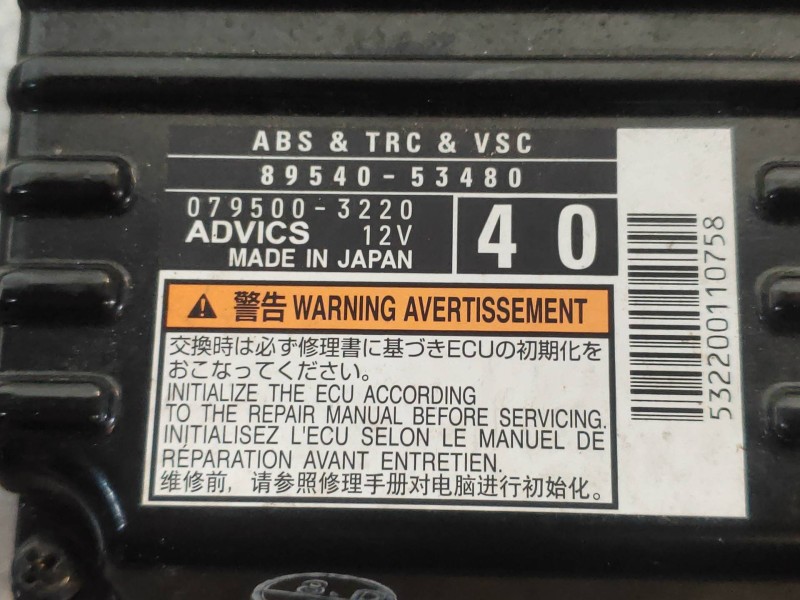 ABS & TRC & VSC
89540-53480
079500-3220
ADVICS 12V
MADE IN JAPAN
40
警告 WARNING AVERTISSEMENT
交換時は必ず修理書に基づきECUの初期化を
おこなってください。
INITIALIZE THE ECU ACCORDING
TO THE REPAIR MANUAL BEFORE SERVICING.
INITIALISEZ L'ECU SELON LE MANUEL DE
RÉPARATION AVANT ENTRETIEN.
维修前，请参照修理手册对电脑进行初始化。
532200110758